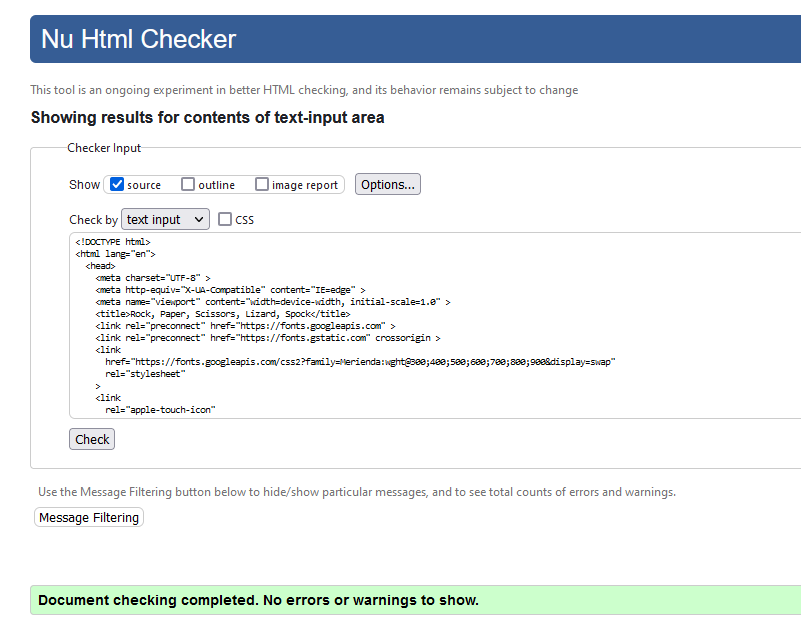 Nu Html Checker
This tool is an ongoing experiment in better HTML checking, and its behavior remains subject to change
Showing results for contents of text-input area
Checker Input
Show source outline image report Options...
Check by text input CSS
<!DOCTYPE html>
<html lang="en">
<head>
<meta charset="UTF-8" >
<meta http-equiv="X-UA-Compatible" content="IE=edge" >
<meta name="viewport" content="width=device-width, initial-scale=1.0" >
<title>Rock, Paper, Scissors, Lizard, Spock</title>
<link rel="preconnect" href="https://fonts.googleapis.com" >
<link rel="preconnect" href="https://fonts.gstatic.com" crossorigin >
<link
href="https://fonts.googleapis.com/css2?family=Merienda:wght@300;400;500;600;700;800;900&display=swap"
rel="stylesheet"
>
<link
rel="apple-touch-icon"
Check
Use the Message Filtering button below to hide/show particular messages, and to see total counts of errors and warnings.
Message Filtering
Document checking completed. No errors or warnings to show.